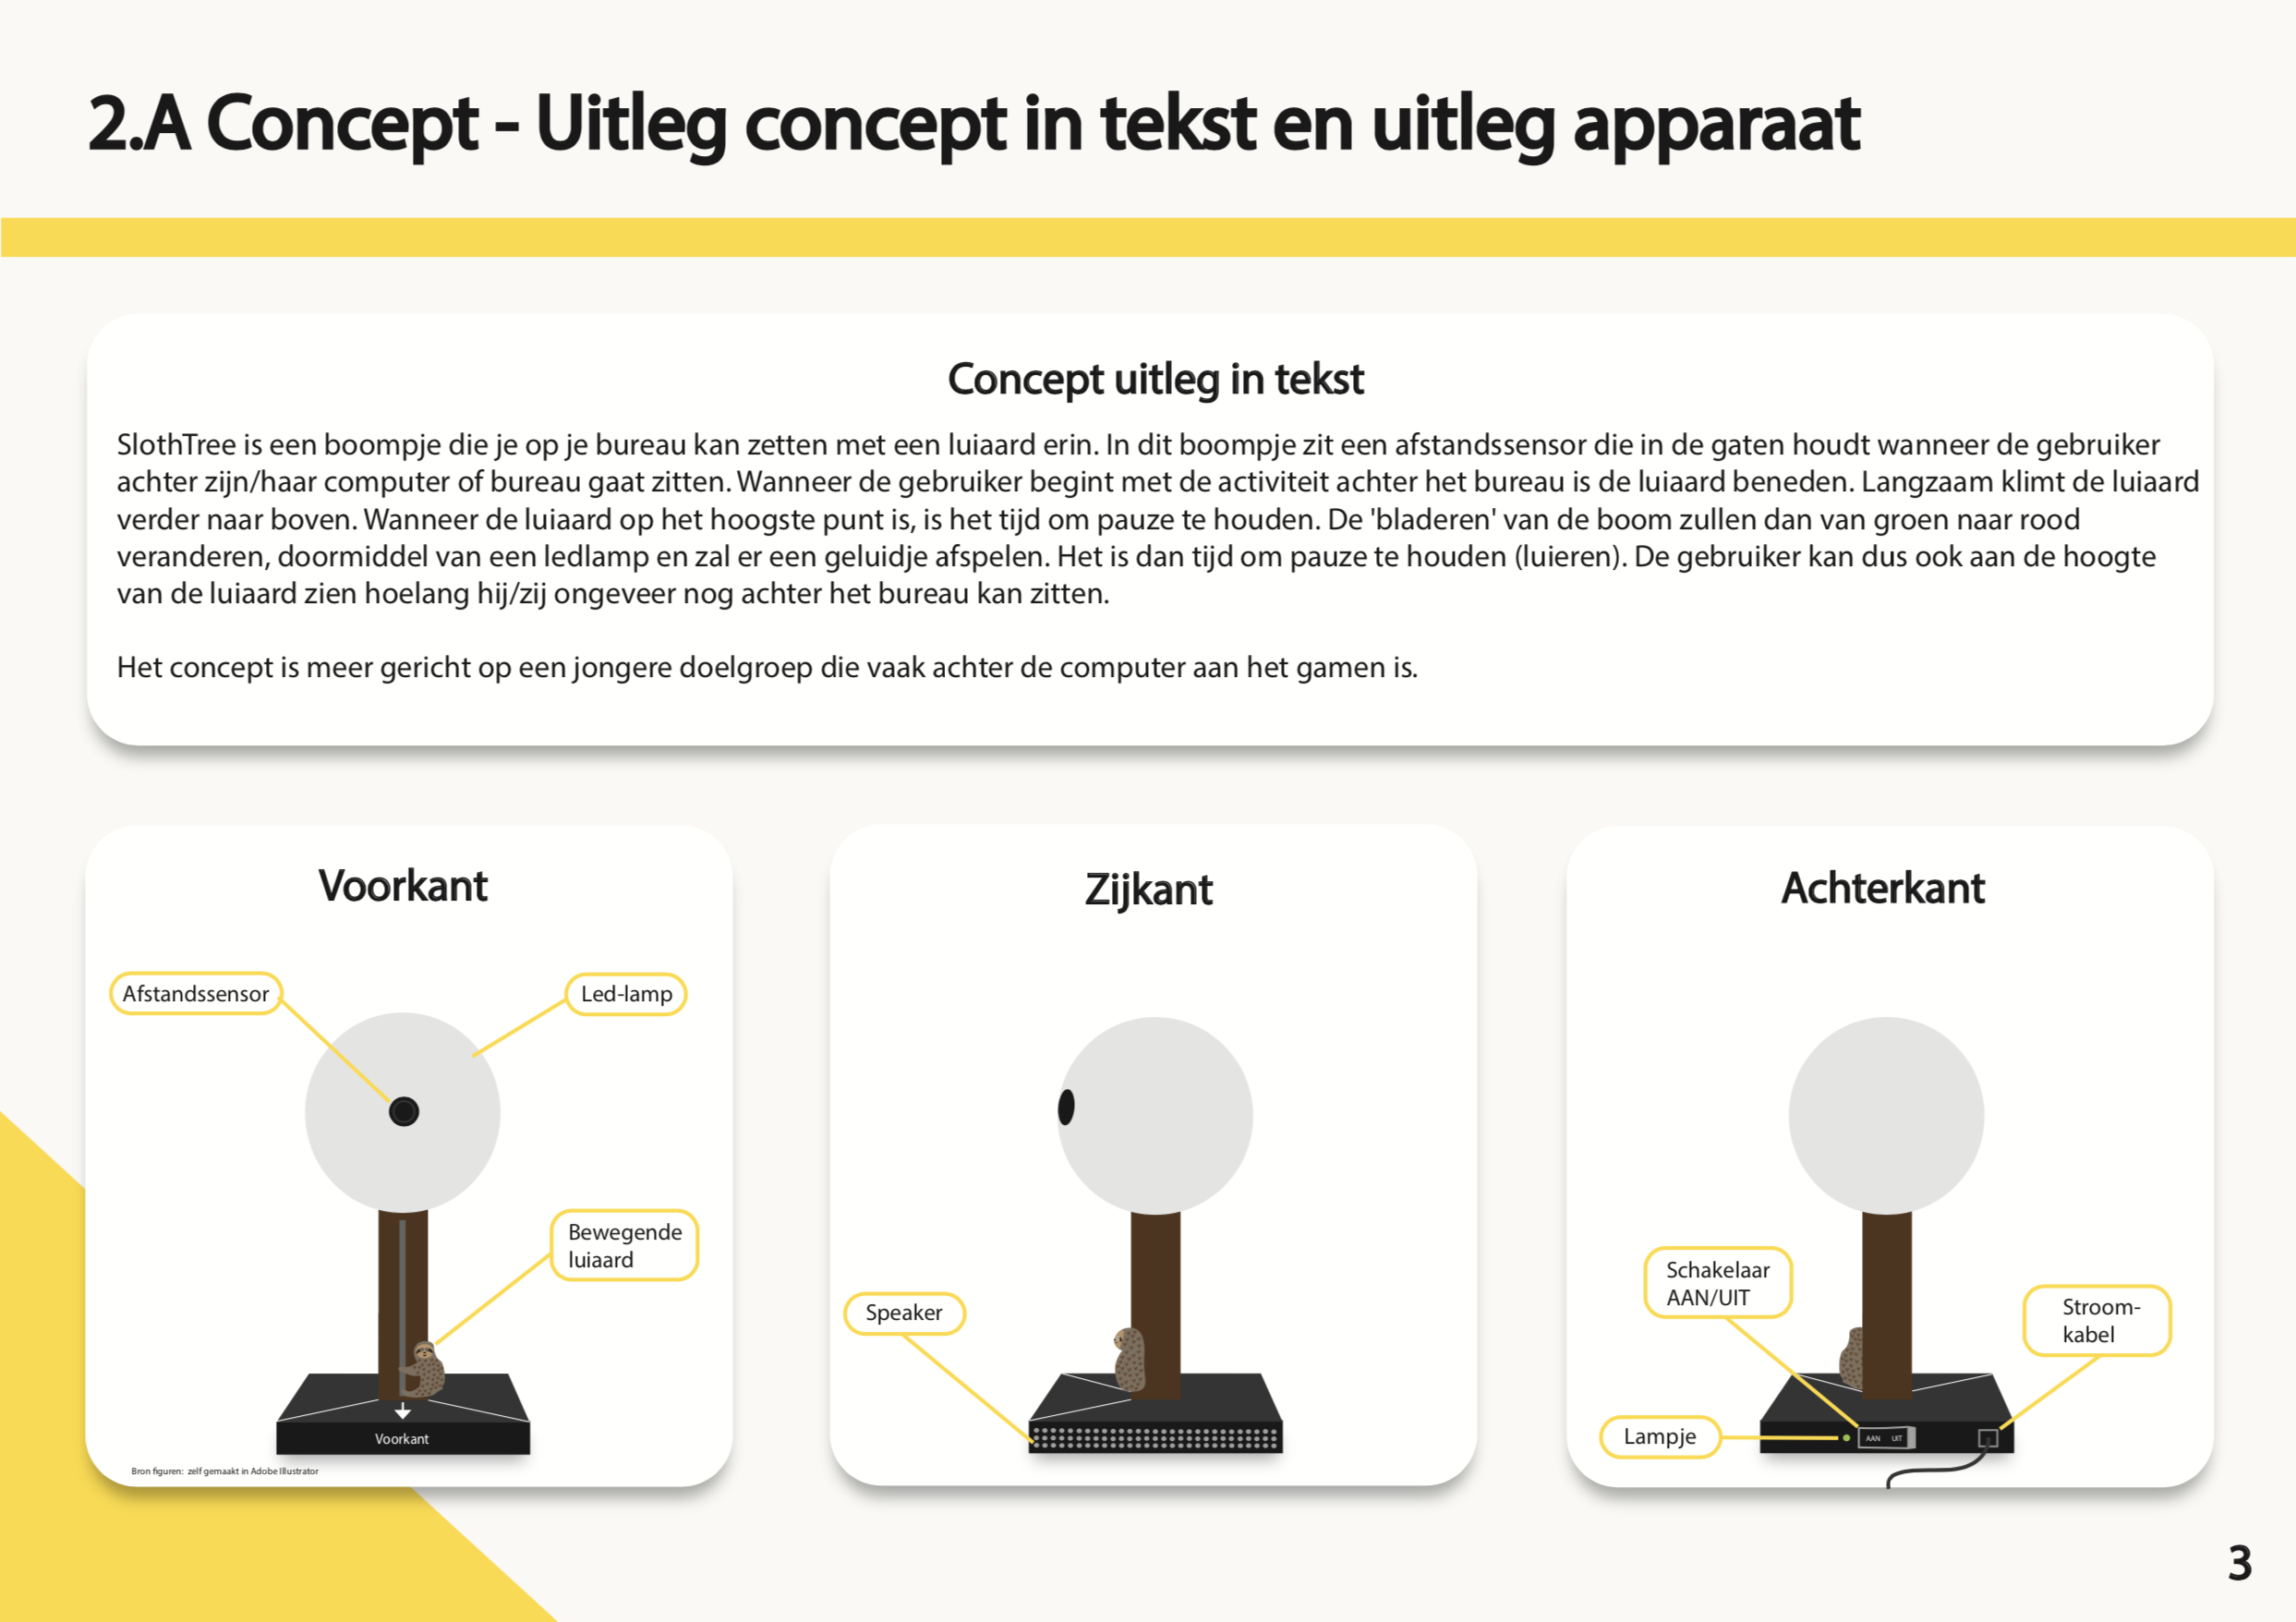 2.A Concept - Uitleg concept in tekst en uitleg apparaat
Concept uitleg in tekst
SlothTree is een boompje die je op je bureau kan zetten met een luiaard erin. In dit boompje zit een afstandssensor die in de gaten houdt wanneer de gebruiker
achter zijn/haar computer of bureau gaat zitten. Wanneer de gebruiker begint met de activiteit achter het bureau is de luiaard beneden. Langzaam klimt de luiaard
verder naar boven. Wanneer de luiaard op het hoogste punt is, is het tijd om pauze te houden. De 'bladeren' van de boom zullen dan van groen naar rood
veranderen, doormiddel van een ledlamp en zal er een geluidje afspelen. Het is dan tijd om pauze te houden (luieren). De gebruiker kan dus ook aan de hoogte
van de luiaard zien hoelang hij/zij ongeveer nog achter het bureau kan zitten.
Het concept is meer gericht op een jongere doelgroep die vaak achter de computer aan het gamen is.
Voorkant
Afstandssensor
Led-lamp
Bewegende
luiaard
Voorkant
Bron figuren: zelf gemaakt in Adobe Illustrator
Zijkant
Speaker
Achterkant
Schakelaar
AAN/UIT
Stroom-
kabel
Lampje
AAN UIT
3